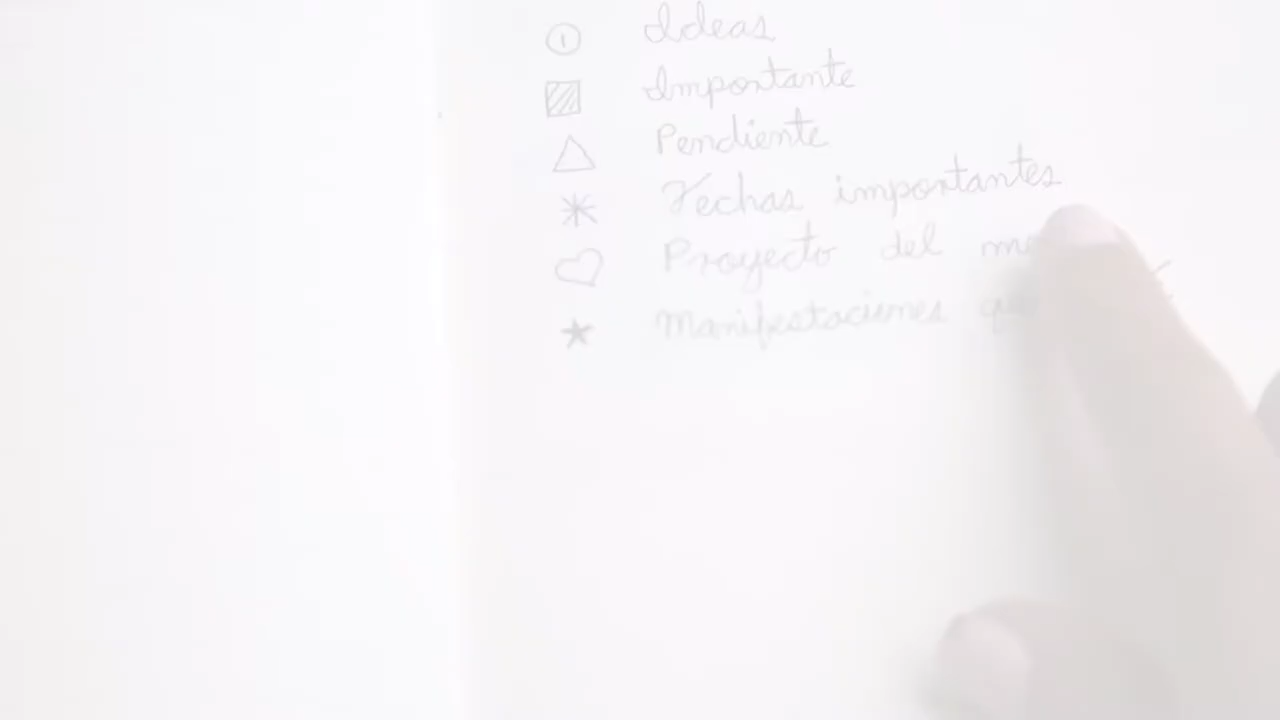 Ideas
Importante
Pendiente
Fechas importantes
Proyecto del
Manifestaciones